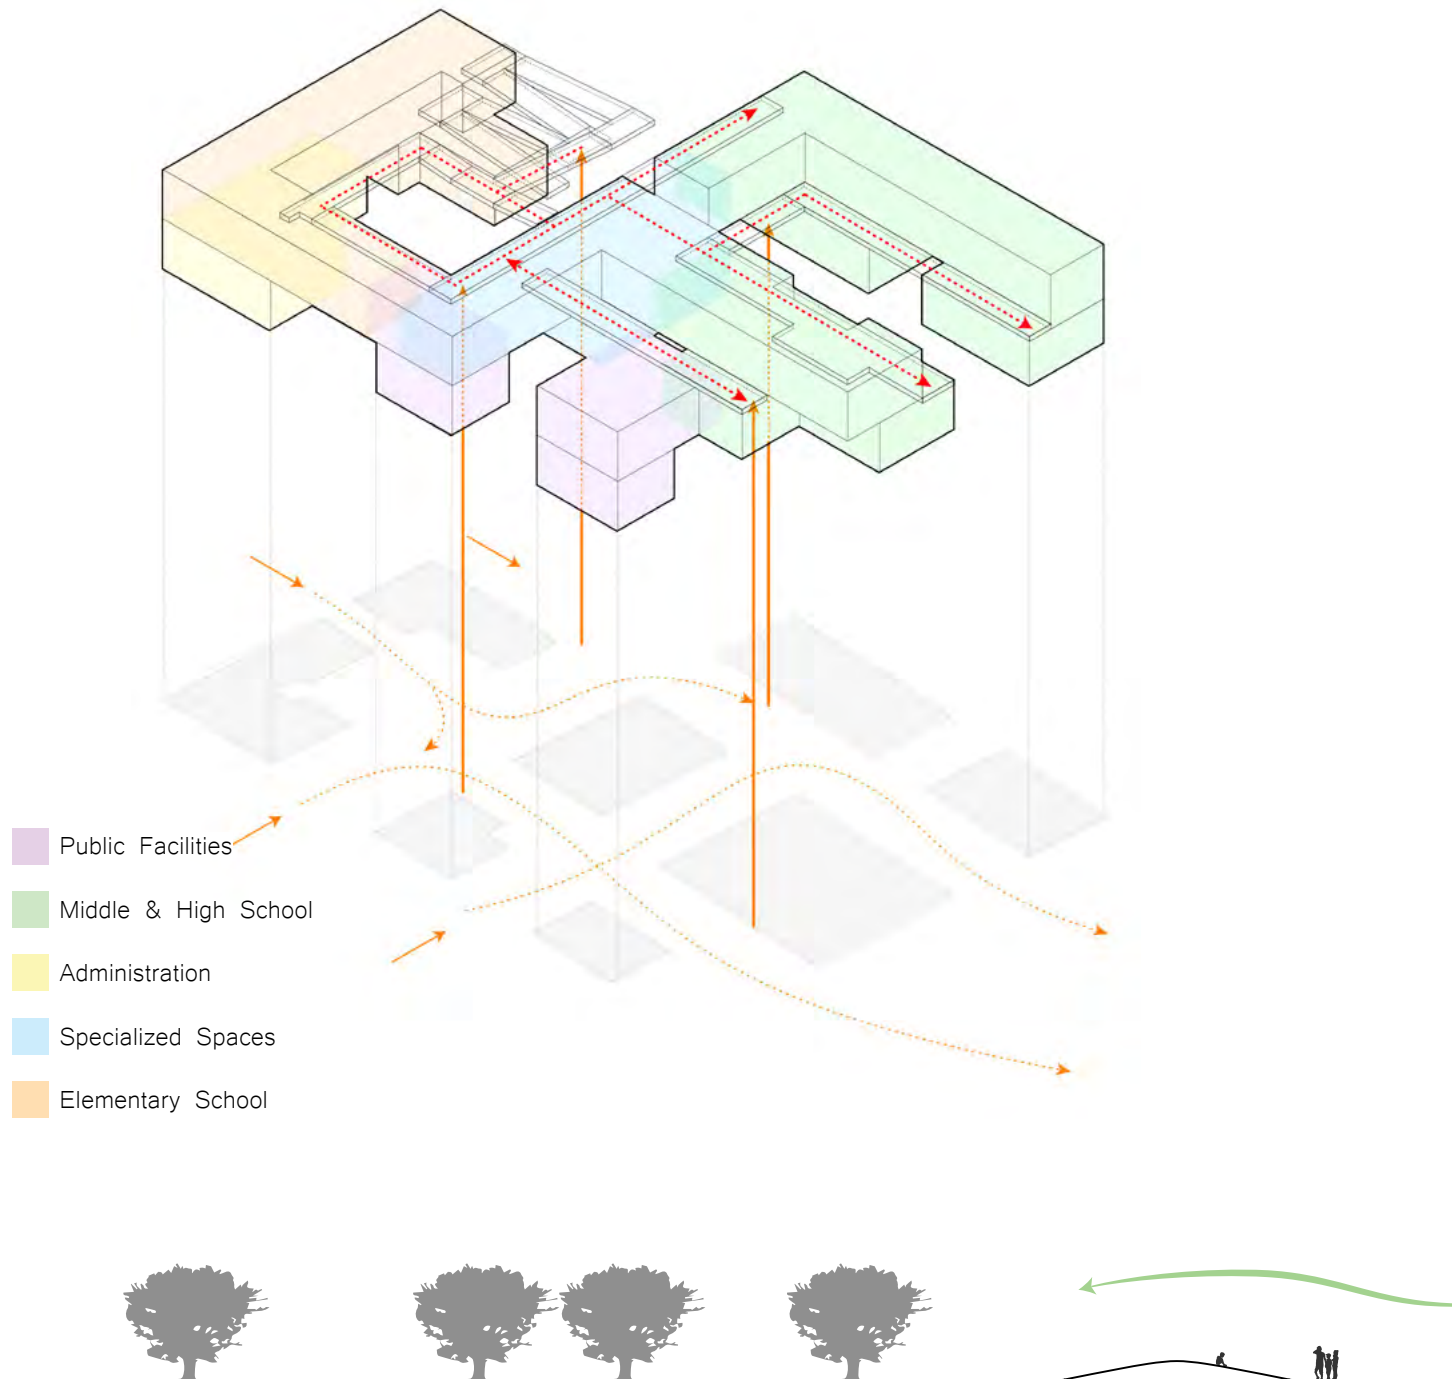 Public Facilities
Middle & High School
Administration
Specialized Spaces
Elementary School